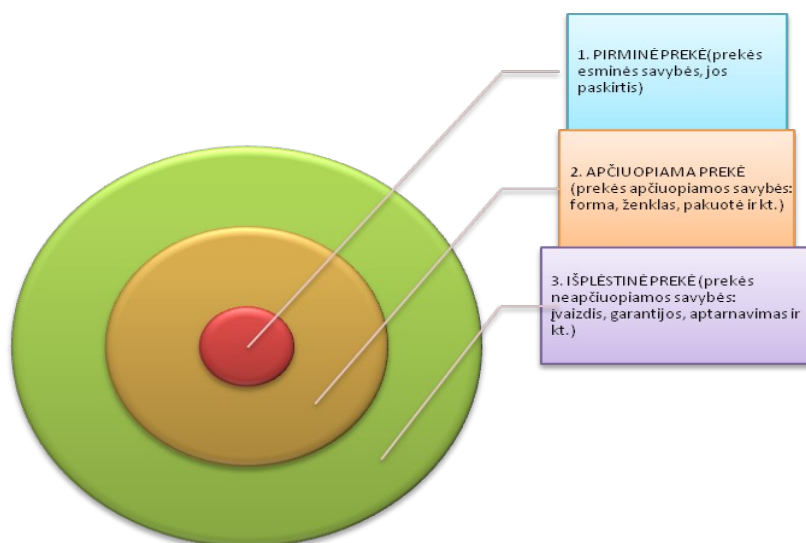 1. PIRMINĖ PREKĖ(prekės
esminės savybės, jos
paskirtis)
2. APČIUOPIAMA PREKĖ
(prekės apčiuopiamos savybės:
forma, ženklas, pakuotė ir kt.)
3. IŠPLĖSTINĖ PREKĖ (prekės
neapčiuopiamos savybės:
įvaizdis, garantijos, aptarnavimas ir
kt.)